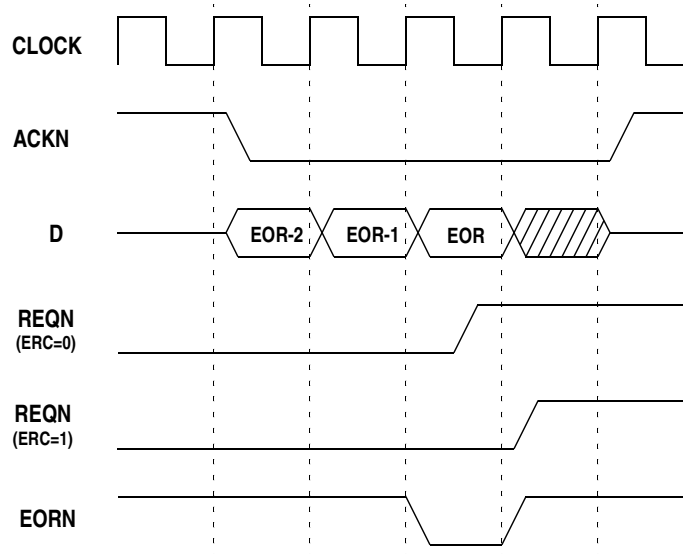 CLOCK
ACKN
D
EOR-2 EOR-1 EOR
REQN
(ERC=0)
REQN
(ERC=1)
EORN